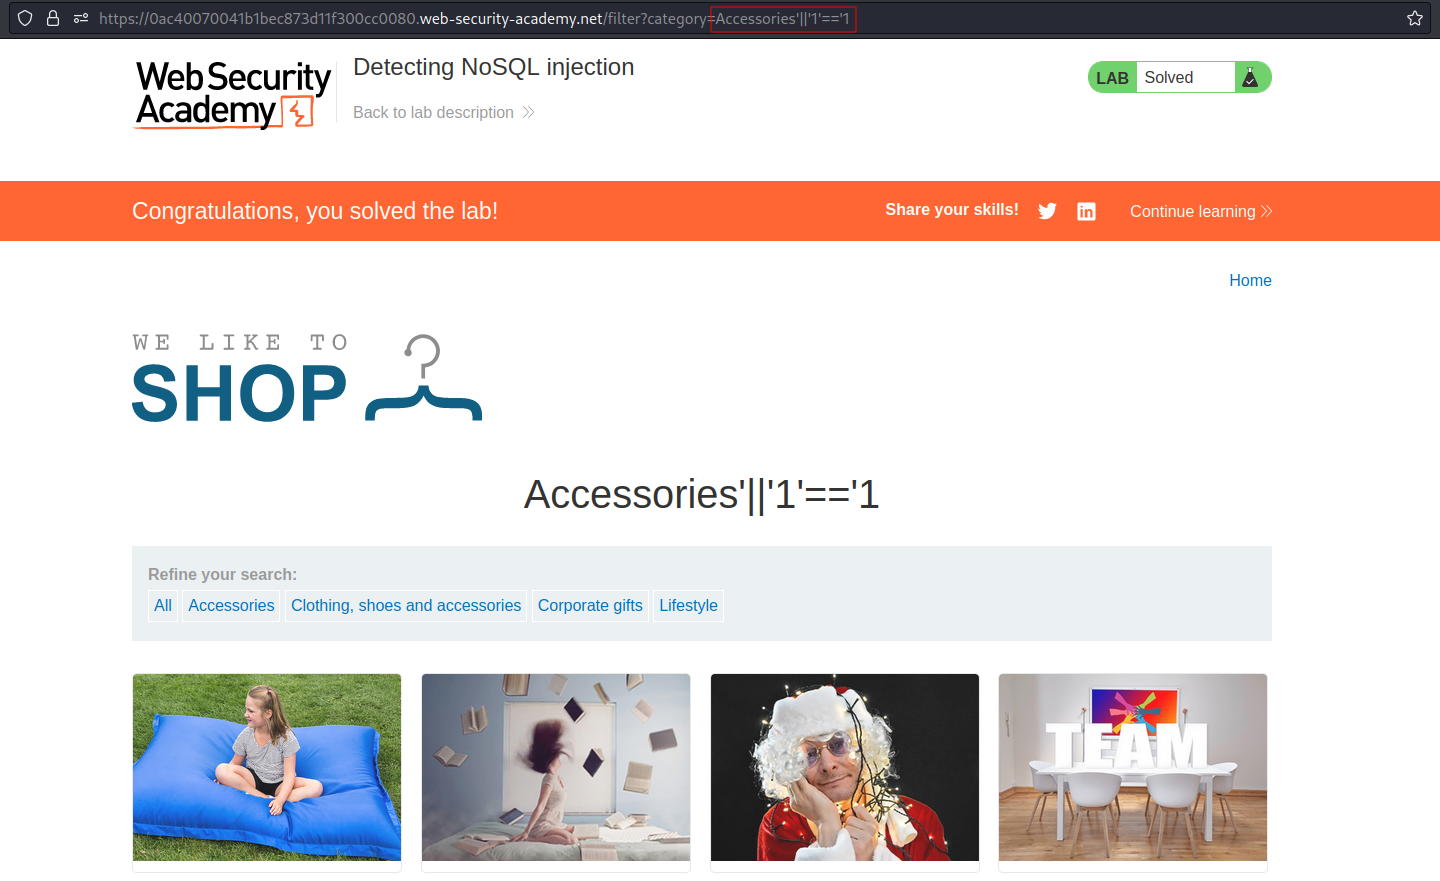 https://0ac40070041b1bec873d11f300cc0080.web-security-academy.net/filter?category=Accessories'||'1'=='1
Web Security
Academy
Detecting NoSQL injection
Back to lab description
LAB Solved
Congratulations, you solved the lab!
Share your skills!
Continue learning
Home
WE LIKE TO
SHOP
Accessories'||'1'=='1
Refine your search:
All Accessories Clothing, shoes and accessories Corporate gifts Lifestyle
TEAM